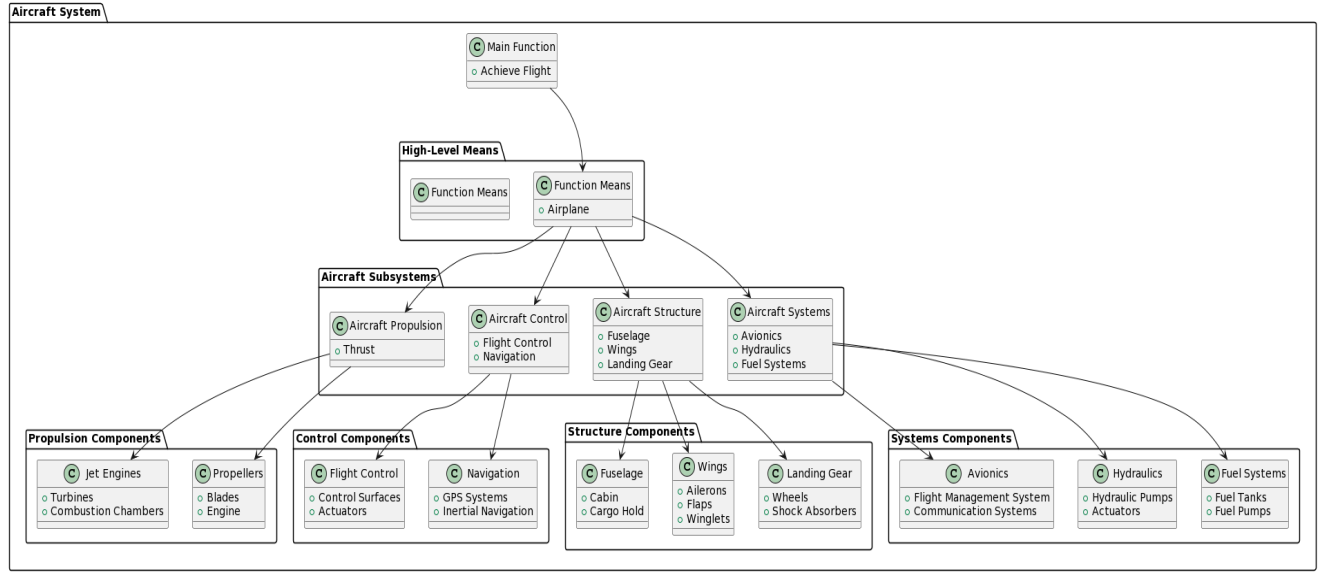 Aircraft System
C Main Function
Achieve Flight
High-Level Means
C Function Means
C Function Means
Airplane
Aircraft Subsystems
C Aircraft Propulsion
Thrust
C Aircraft Control
Flight Control
Navigation
C Aircraft Structure
Fuselage
Wings
Landing Gear
C Aircraft Systems
Avionics
Hydraulics
Fuel Systems
Propulsion Components
C Jet Engines
Turbines
Combustion Chambers
C Propellers
Blades
Engine
Control Components
C Flight Control
Control Surfaces
Actuators
C Navigation
GPS Systems
Inertial Navigation
Structure Components
C Fuselage
Cabin
Cargo Hold
C Wings
Ailerons
Flaps
Winglets
C Landing Gear
Wheels
Shock Absorbers
Systems Components
C Avionics
Flight Management System
Communication Systems
C Hydraulics
Hydraulic Pumps
Actuators
C Fuel Systems
Fuel Tanks
Fuel Pumps